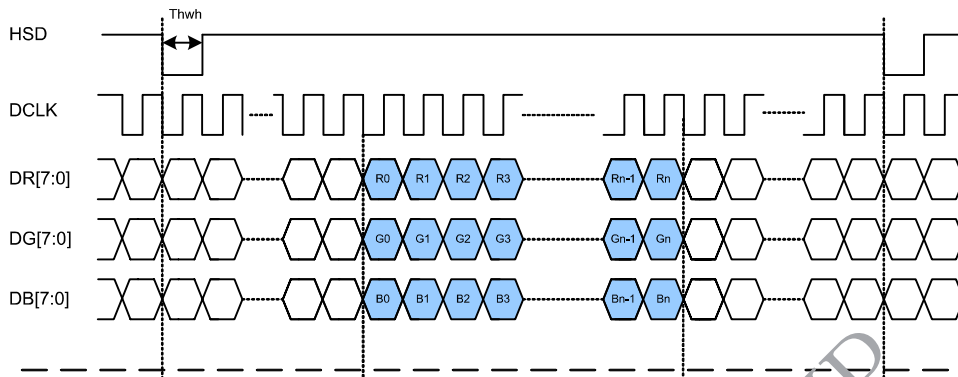 Thwh
HSD
DCLK
DR[7:0] R0 R1 R2 R3 Rn-1 Rn
DG[7:0] G0 G1 G2 G3 Gn-1 Gn
DB[7:0] B0 B1 B2 B3 Bn-1 Bn